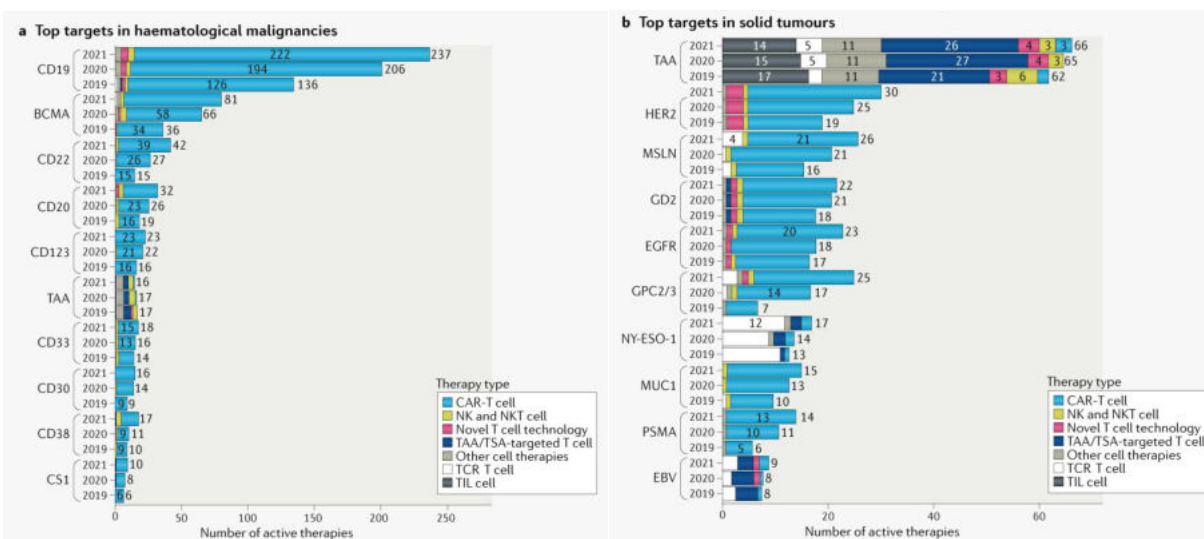 a Top targets in haematological malignancies
CD19
2021 222 237
2020 194 206
2019 126 136
BCMA
2021 81
2020 58 66
2019 34 36
CD22
2021 39 42
2020 26 27
2019 15 15
CD20
2021 32
2020 23 26
2019 16 19
CD123
2021 23 23
2020 21 22
2019 16 16
TAA
2021 16
2020 17
2019 17
CD33
2021 15 18
2020 13 16
2019 14
CD30
2021 16
2020 14
2019 9 9
CD38
2021 17
2020 9 11
2019 9 10
CS1
2021 10
2020 8
2019 6 6
0 50 100 150 200 250
Number of active therapies
Therapy type
CAR-T cell
NK and NKT cell
Novel T cell technology
TAA/TSA-targeted T cell
Other cell therapies
TCR T cell
TIL cell
b Top targets in solid tumours
TAA
2021 14 5 11 26 4 3 3 66
2020 15 5 11 27 4 3 65
2019 17 11 21 3 6 62
HER2
2021 30
2020 25
2019 19
MSLN
2021 4 21 26
2020 21
2019 16
GD2
2021 22
2020 21
2019 18
EGFR
2021 20 23
2020 18
2019 17
GPC2/3
2021 25
2020 14 17
2019 7
NY-ESO-1
2021 12 17
2020 14
2019 13
MUC1
2021 15
2020 13
2019 10
PSMA
2021 13 14
2020 10 11
2019 5 6
EBV
2021 9
2020 8
2019 8
0 20 40 60
Number of active therapies
Therapy type
CAR-T cell
NK and NKT cell
Novel T cell technology
TAA/TSA-targeted T cell
Other cell therapies
TCR T cell
TIL cell